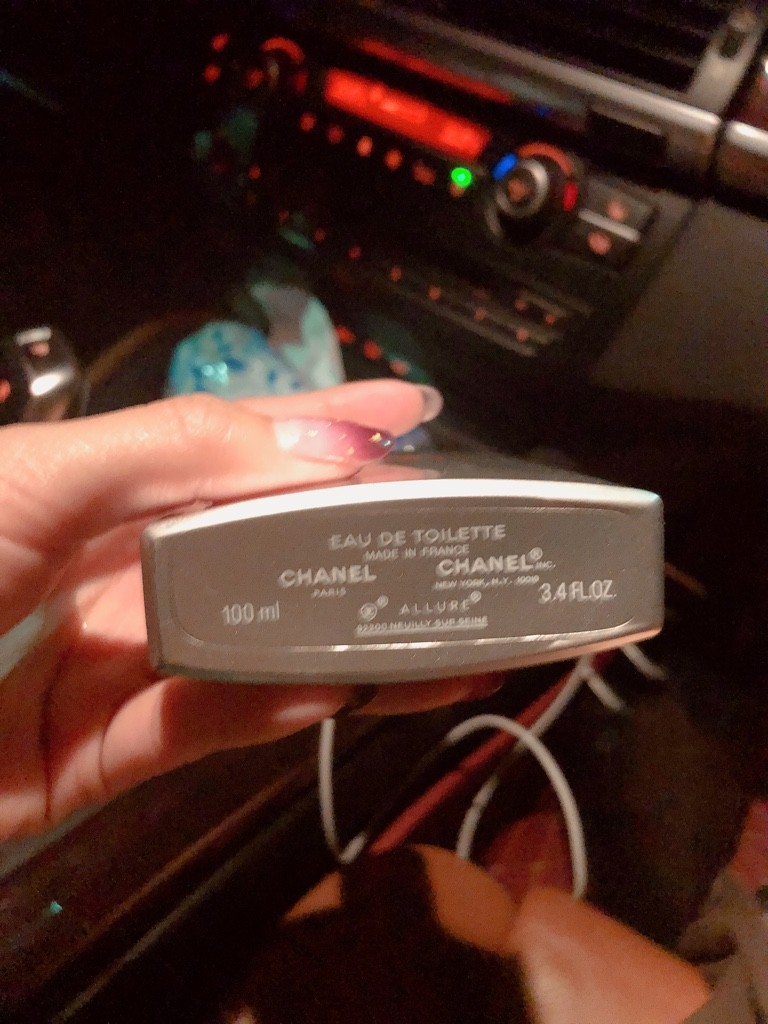 EAU DE TOILETTE
MADE IN FRANCE
CHANEL CHANEL® INC.
PARIS NEW YORK, N.Y. 10019
100 ml ® ALLURE® 3.4 FL.OZ.
92200 NEUILLY SUR SEINE